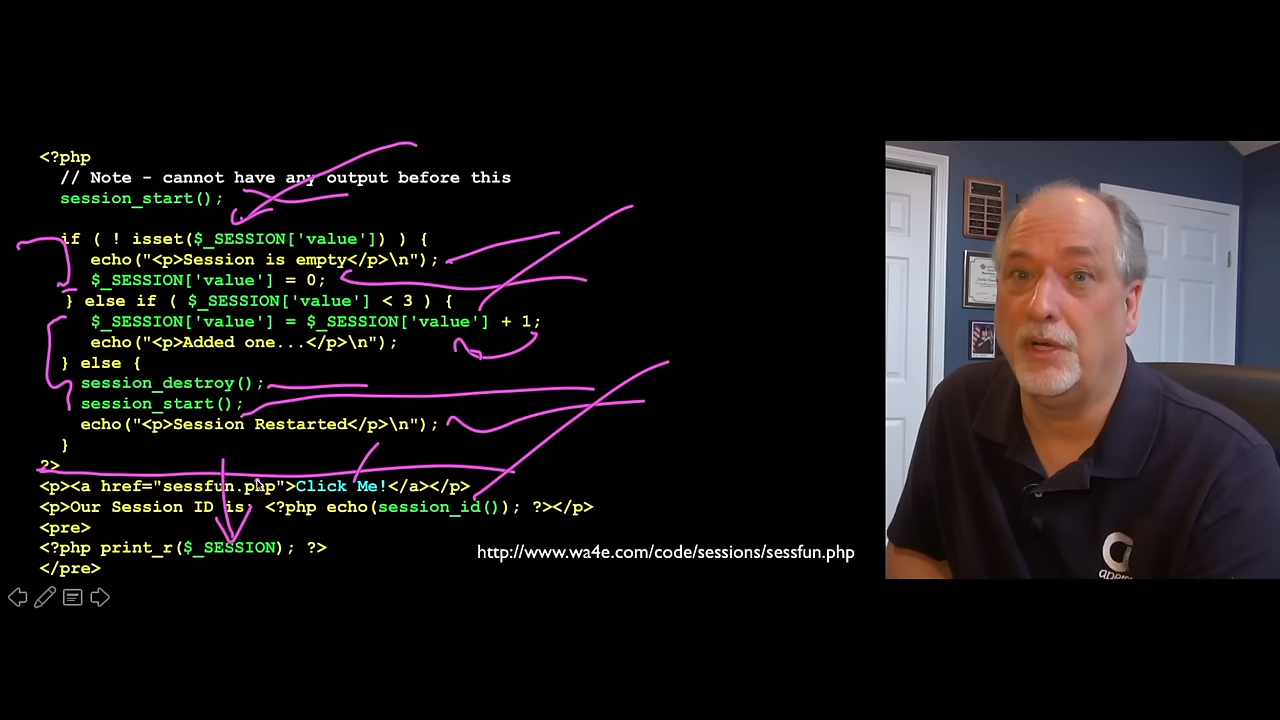 <?php
// Note - cannot have any output before this
session_start();
if ( ! isset($_SESSION['value']) ) {
echo("<p>Session is empty</p>\n");
$_SESSION['value'] = 0;
} else if ( $_SESSION['value'] < 3 ) {
$_SESSION['value'] = $_SESSION['value'] + 1;
echo("<p>Added one...</p>\n");
} else {
session_destroy();
session_start();
echo("<p>Session Restarted</p>\n");
}
?>
<p><a href="sessfun.php">Click Me!</a></p>
<p>Our Session ID is: <?php echo(session_id()); ?></p>
<pre>
<?php print_r($_SESSION); ?>
</pre>
http://www.wa4e.com/code/sessions/sessfun.php